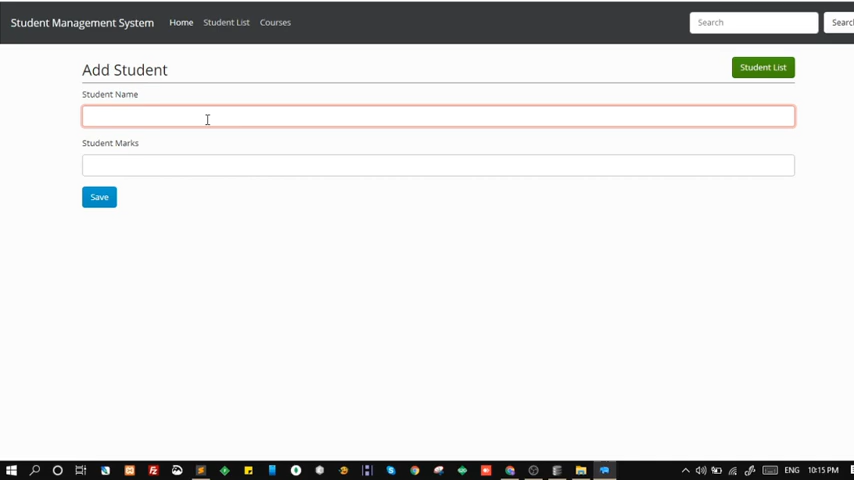 Student Management System Home Student List Courses Search Search
Add Student Student List
Student Name
Student Marks
Save
ENG 10:15 PM